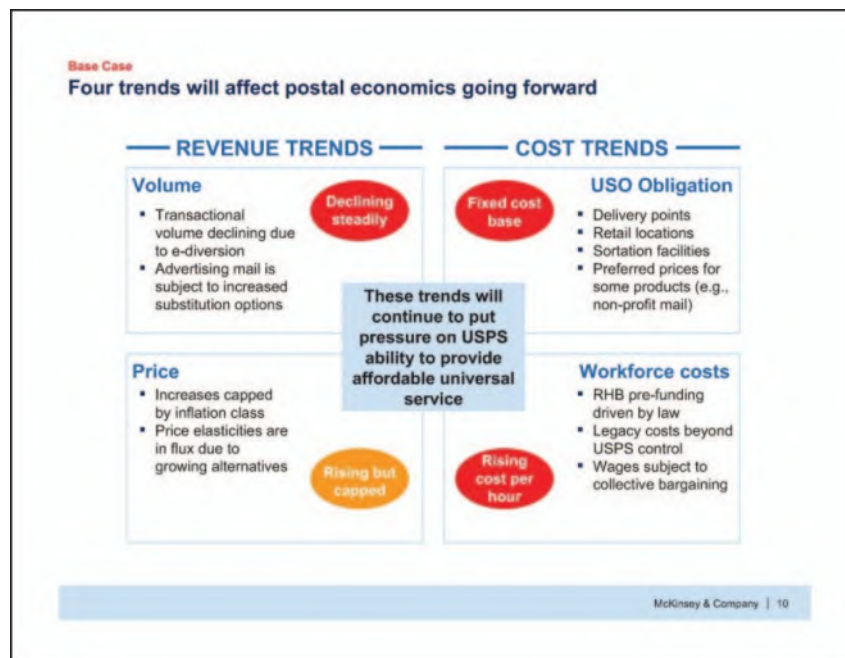 Base Case
Four trends will affect postal economics going forward
REVENUE TRENDS
COST TRENDS
Volume
Transactional
volume declining due
to e-diversion
Advertising mail is
subject to increased
substitution options
Declining
steadily
Fixed cost
base
USO Obligation
Delivery points
Retail locations
Sortation facilities
Preferred prices for
some products (e.g.,
non-profit mail)
These trends will
continue to put
pressure on USPS
ability to provide
affordable universal
service
Price
Increases capped
by inflation class
Price elasticities are
in flux due to
growing alternatives
Rising but
capped
Rising
cost per
hour
Workforce costs
RHB pre-funding
driven by law
Legacy costs beyond
USPS control
Wages subject to
collective bargaining
McKinsey & Company | 10